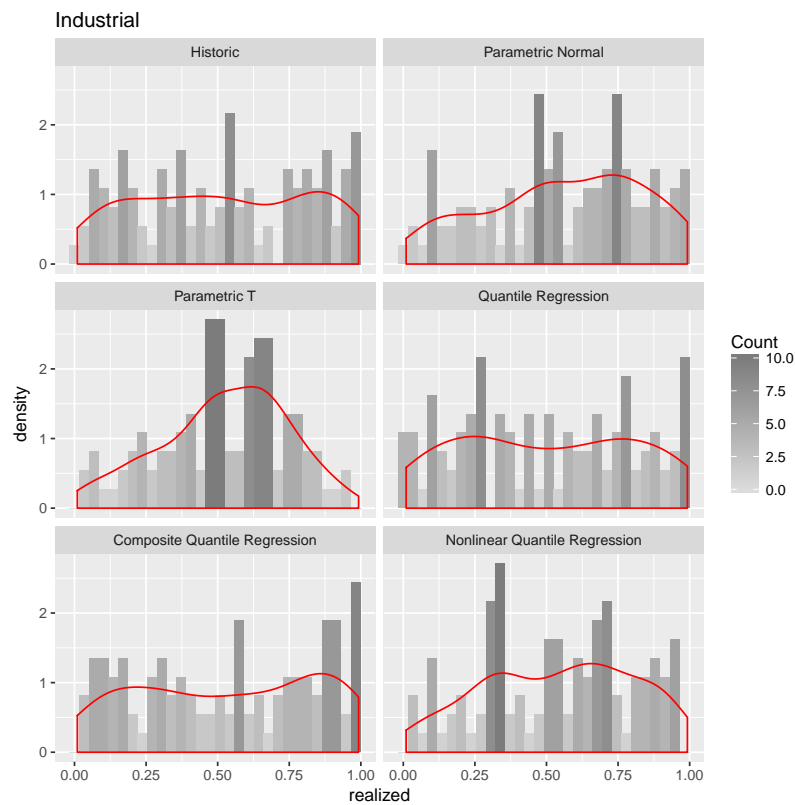 Industrial
Historic
Parametric Normal
2
1
0
Parametric T
Quantile Regression
2
1
0
Composite Quantile Regression
Nonlinear Quantile Regression
2
1
0
0.00 0.25 0.50 0.75 1.00
0.00 0.25 0.50 0.75 1.00
realized
density
Count
10.0
7.5
5.0
2.5
0.0